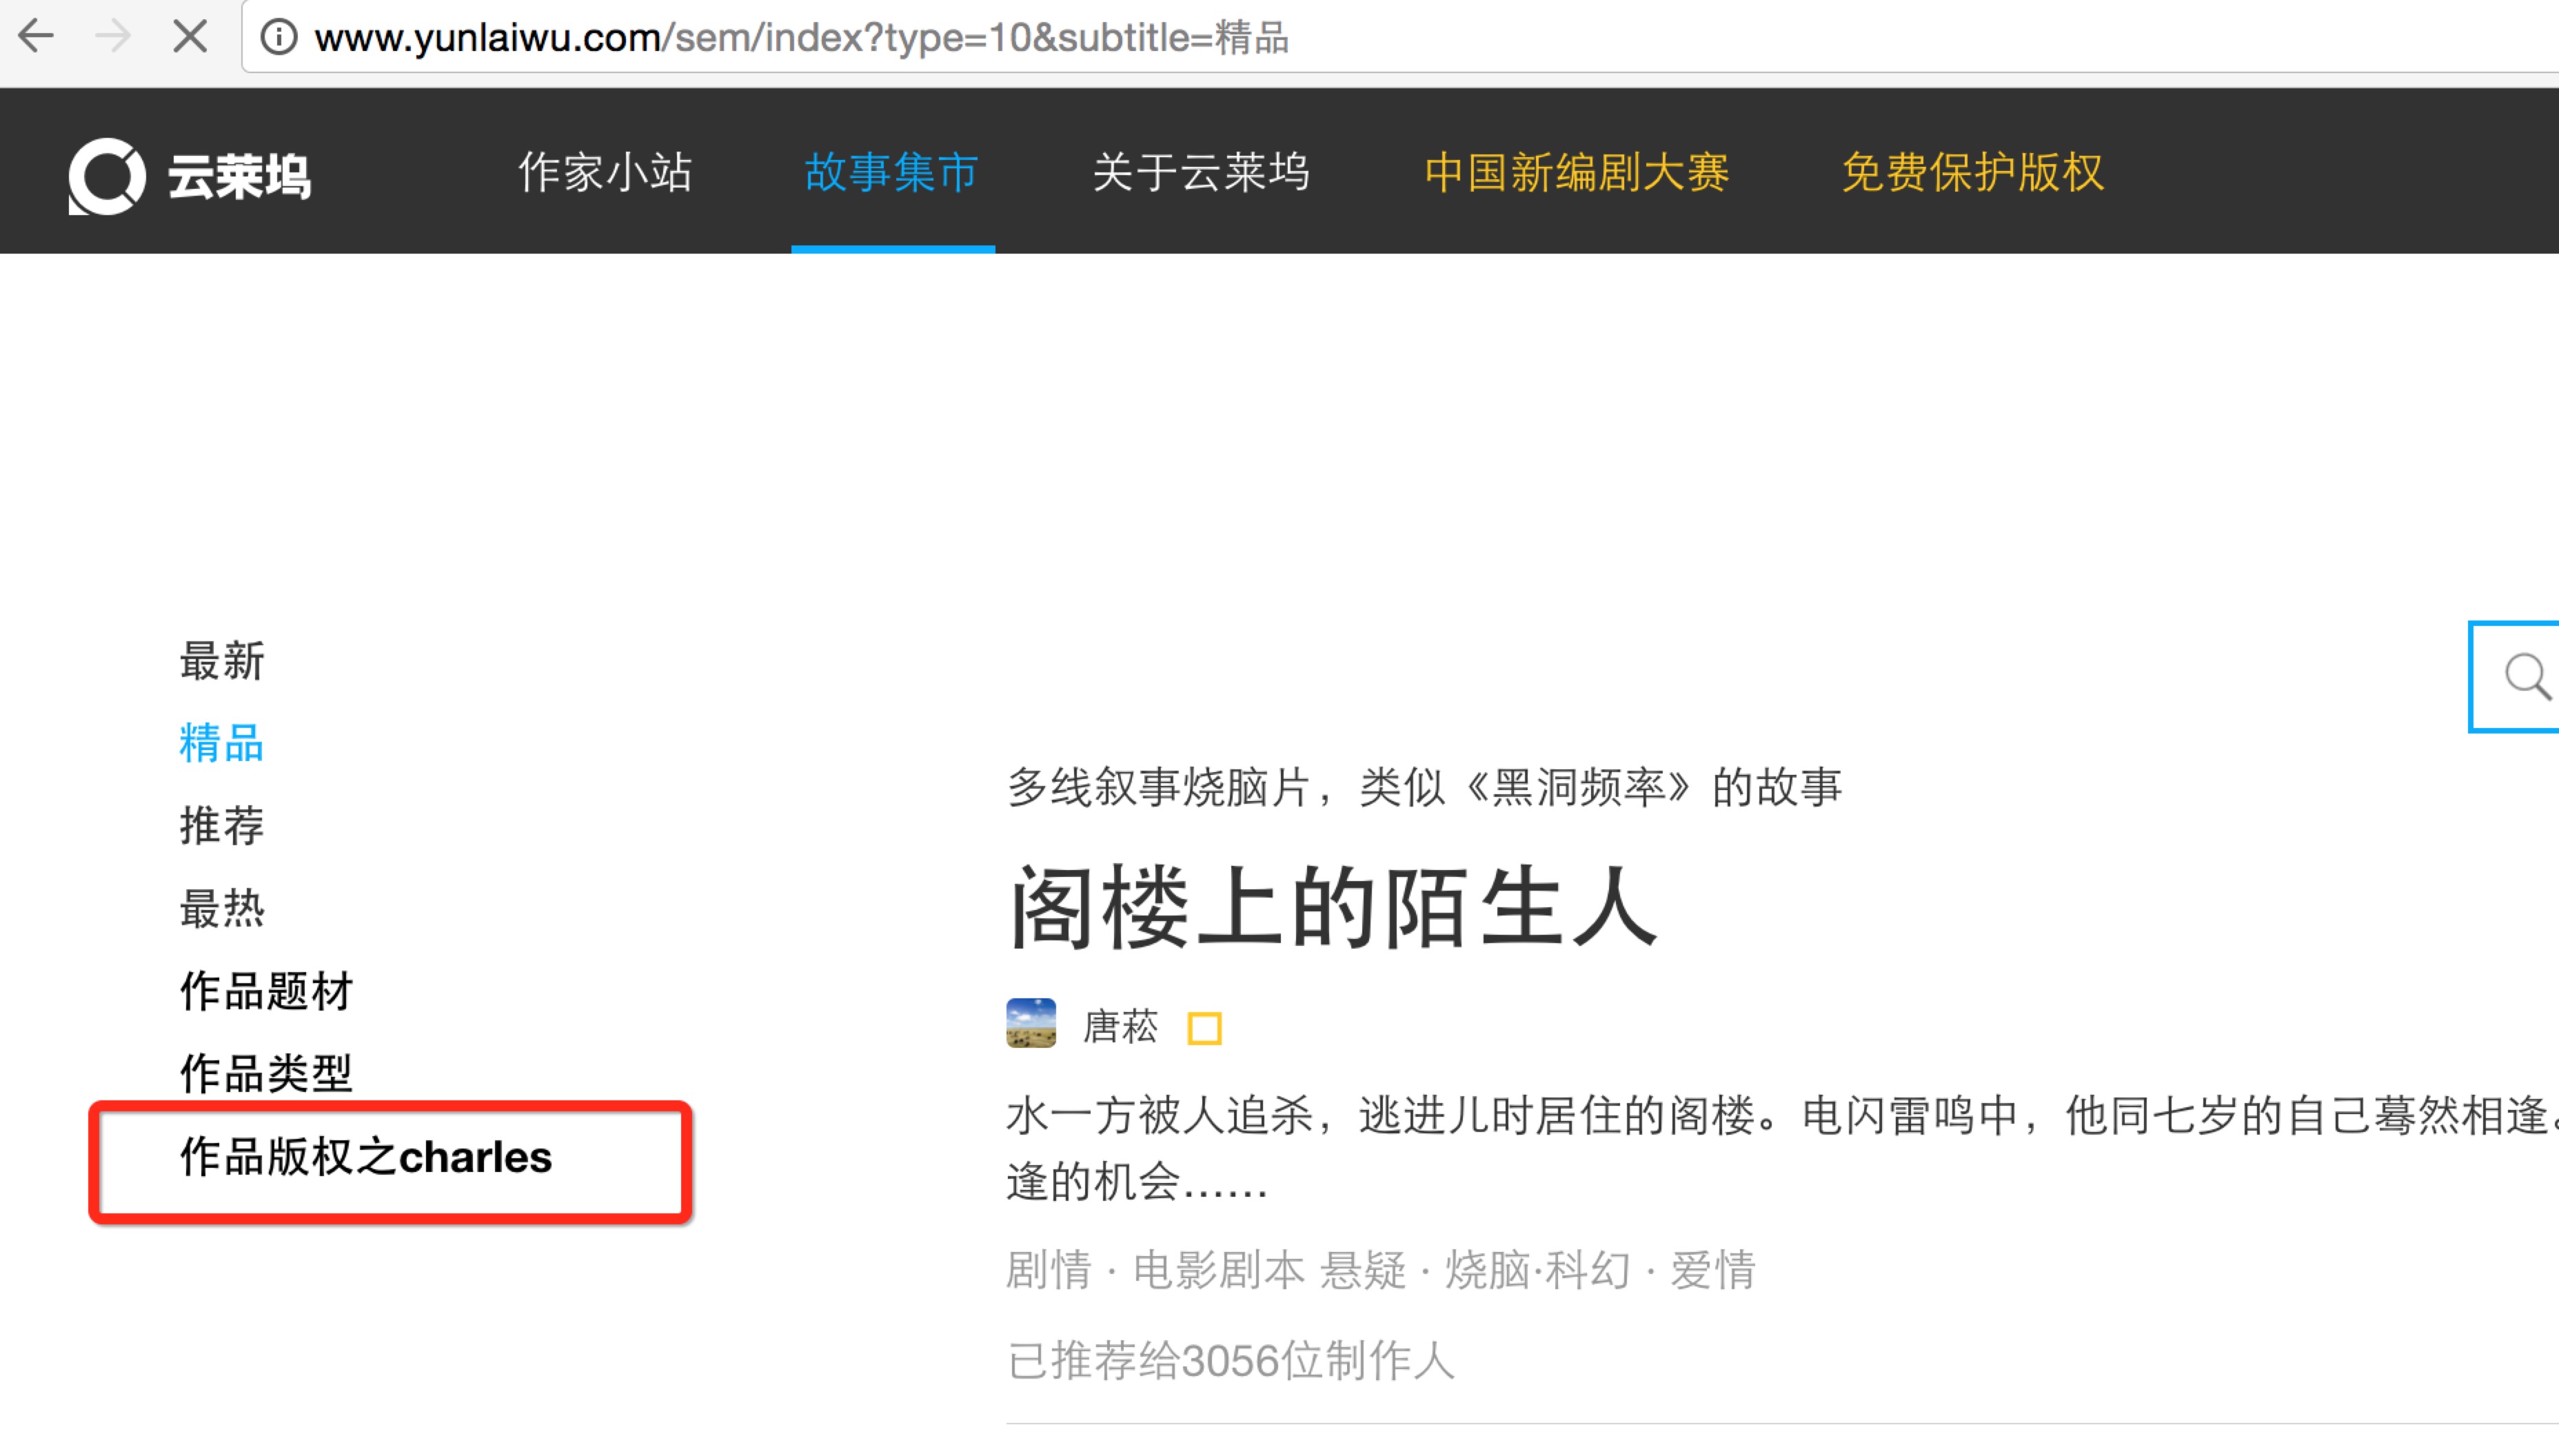 www.yunlaiwu.com/sem/index?type=10&subtitle=精品
云莱坞 作家小站 故事集市 关于云莱坞 中国新编剧大赛 免费保护版权
最新
精品
推荐
最热
作品题材
作品类型
作品版权之charles
多线叙事烧脑片，类似《黑洞频率》的故事
阁楼上的陌生人
唐菘
水一方被人追杀，逃进儿时居住的阁楼。电闪雷鸣中，他同七岁的自己蓦然相逢。
逢的机会……
剧情 · 电影剧本 悬疑 · 烧脑·科幻 · 爱情
已推荐给3056位制作人